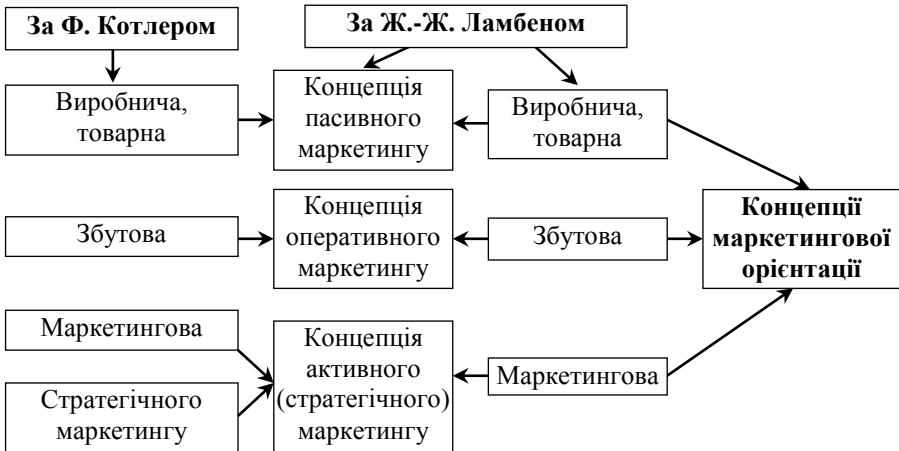 За Ф. Котлером
За Ж.-Ж. Ламбеном
Виробнича,
товарна
Концепція
пасивного
маркетингу
Виробнича,
товарна
Збутова
Концепція
оперативного
маркетингу
Збутова
Концепції
маркетингової
орієнтації
Маркетингова
Стратегічного
маркетингу
Концепція
активного
(стратегічного)
маркетингу
Маркетингова